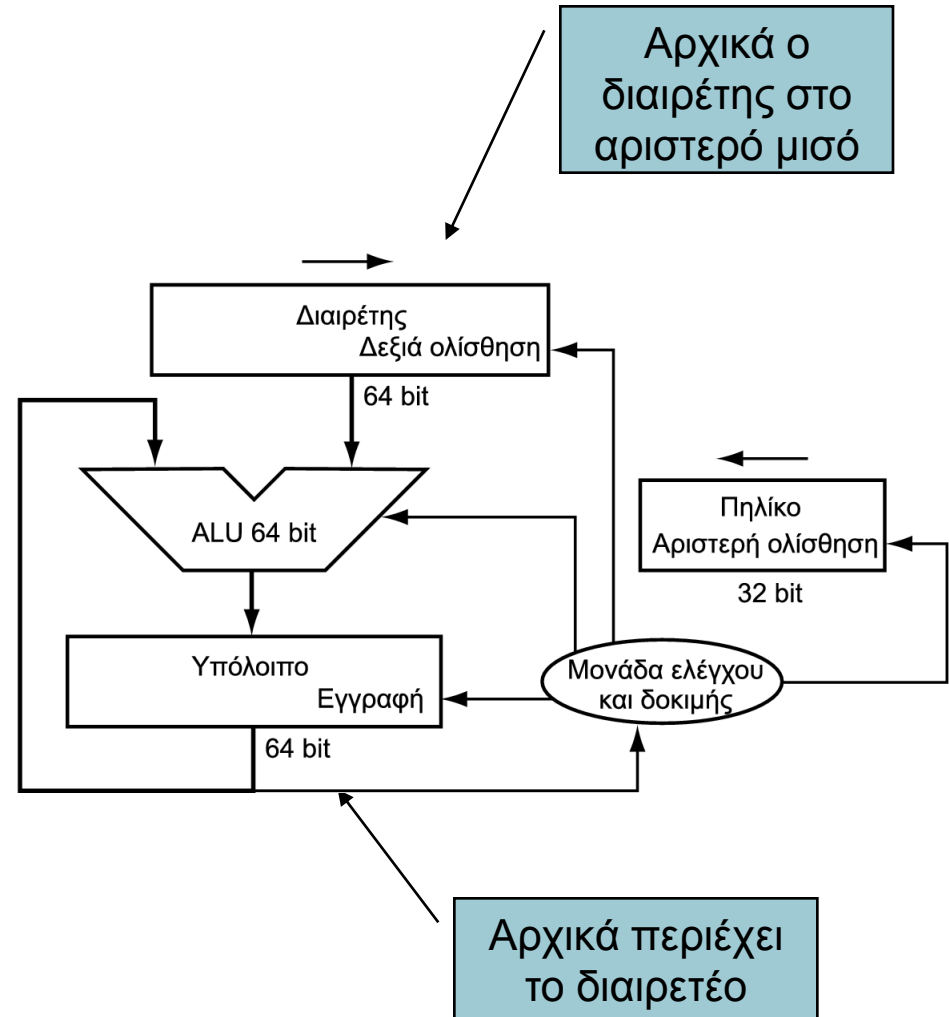 Αρχικά ο
διαιρέτης στο
αριστερό μισό
Διαιρέτης
Δεξιά ολίσθηση
64 bit
ALU 64 bit
Πηλίκο
Αριστερή ολίσθηση
32 bit
Υπόλοιπο
Εγγραφή
64 bit
Μονάδα ελέγχου
και δοκιμής
Αρχικά περιέχει
το διαιρετέο